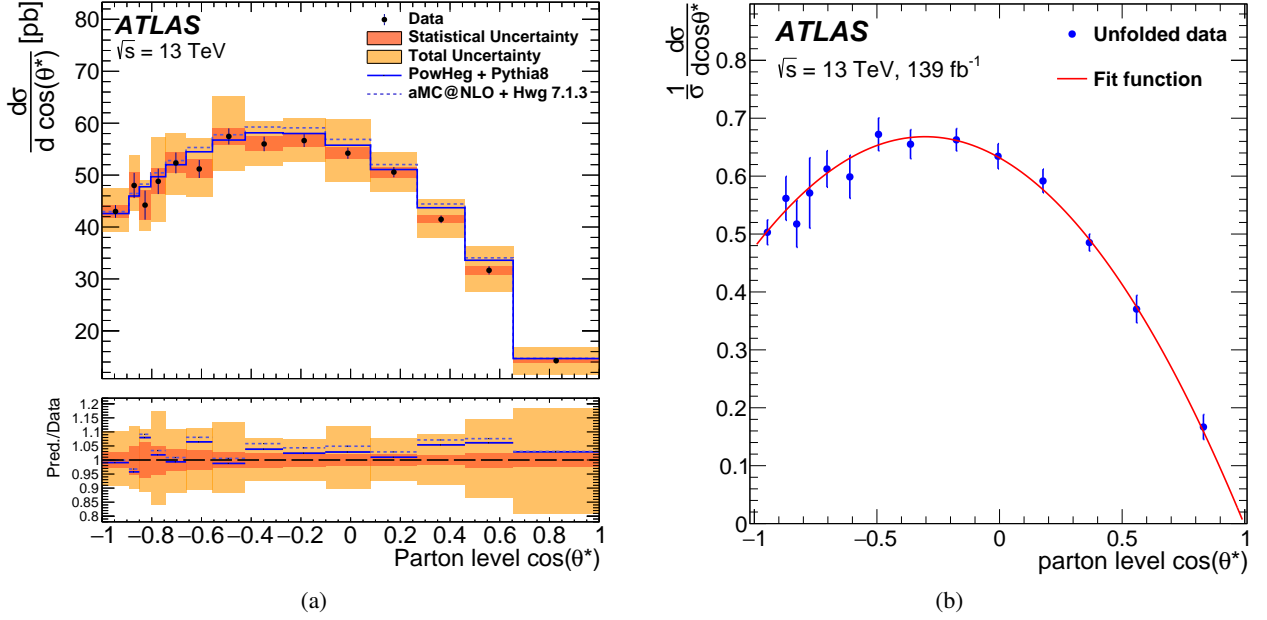 ATLAS
√s = 13 TeV
Data
Statistical Uncertainty
Total Uncertainty
PowHeg + Pythia8
aMC@NLO + Hwg 7.1.3
dσ
d cos(θ*) [pb]
80
70
60
50
40
30
20
Pred./Data
1.2
1.15
1.1
1.05
1
0.95
0.9
0.85
0.8
−1 −0.8 −0.6 −0.4 −0.2 0 0.2 0.4 0.6 0.8 1
Parton level cos(θ*)
(a)
ATLAS
√s = 13 TeV, 139 fb⁻¹
Unfolded data
Fit function
1 dσ
σ dcosθ*
0.8
0.7
0.6
0.5
0.4
0.3
0.2
0.1
0
−1 −0.5 0 0.5 1
parton level cos(θ*)
(b)